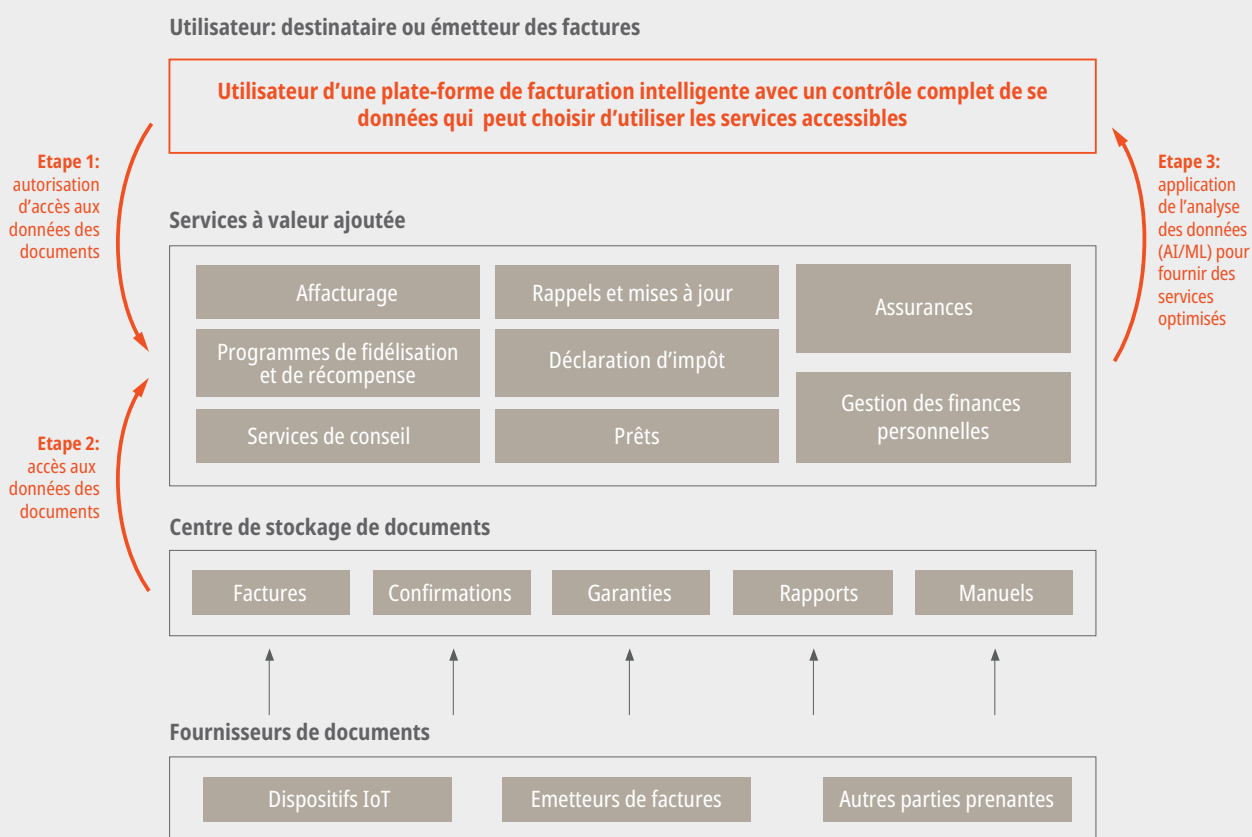 Utilisateur: destinataire ou émetteur des factures
Utilisateur d’une plate-forme de facturation intelligente avec un contrôle complet de se
données qui peut choisir d’utiliser les services accessibles
Etape 1:
autorisation
d’accès aux
données des
documents
Etape 3:
application
de l’analyse
des données
(AI/ML) pour
fournir des
services
optimisés
Services à valeur ajoutée
Affacturage
Rappels et mises à jour
Assurances
Programmes de fidélisation
et de récompense
Déclaration d’impôt
Gestion des finances
personnelles
Services de conseil
Prêts
Etape 2:
accès aux
données des
documents
Centre de stockage de documents
Factures
Confirmations
Garanties
Rapports
Manuels
Fournisseurs de documents
Dispositifs IoT
Emetteurs de factures
Autres parties prenantes